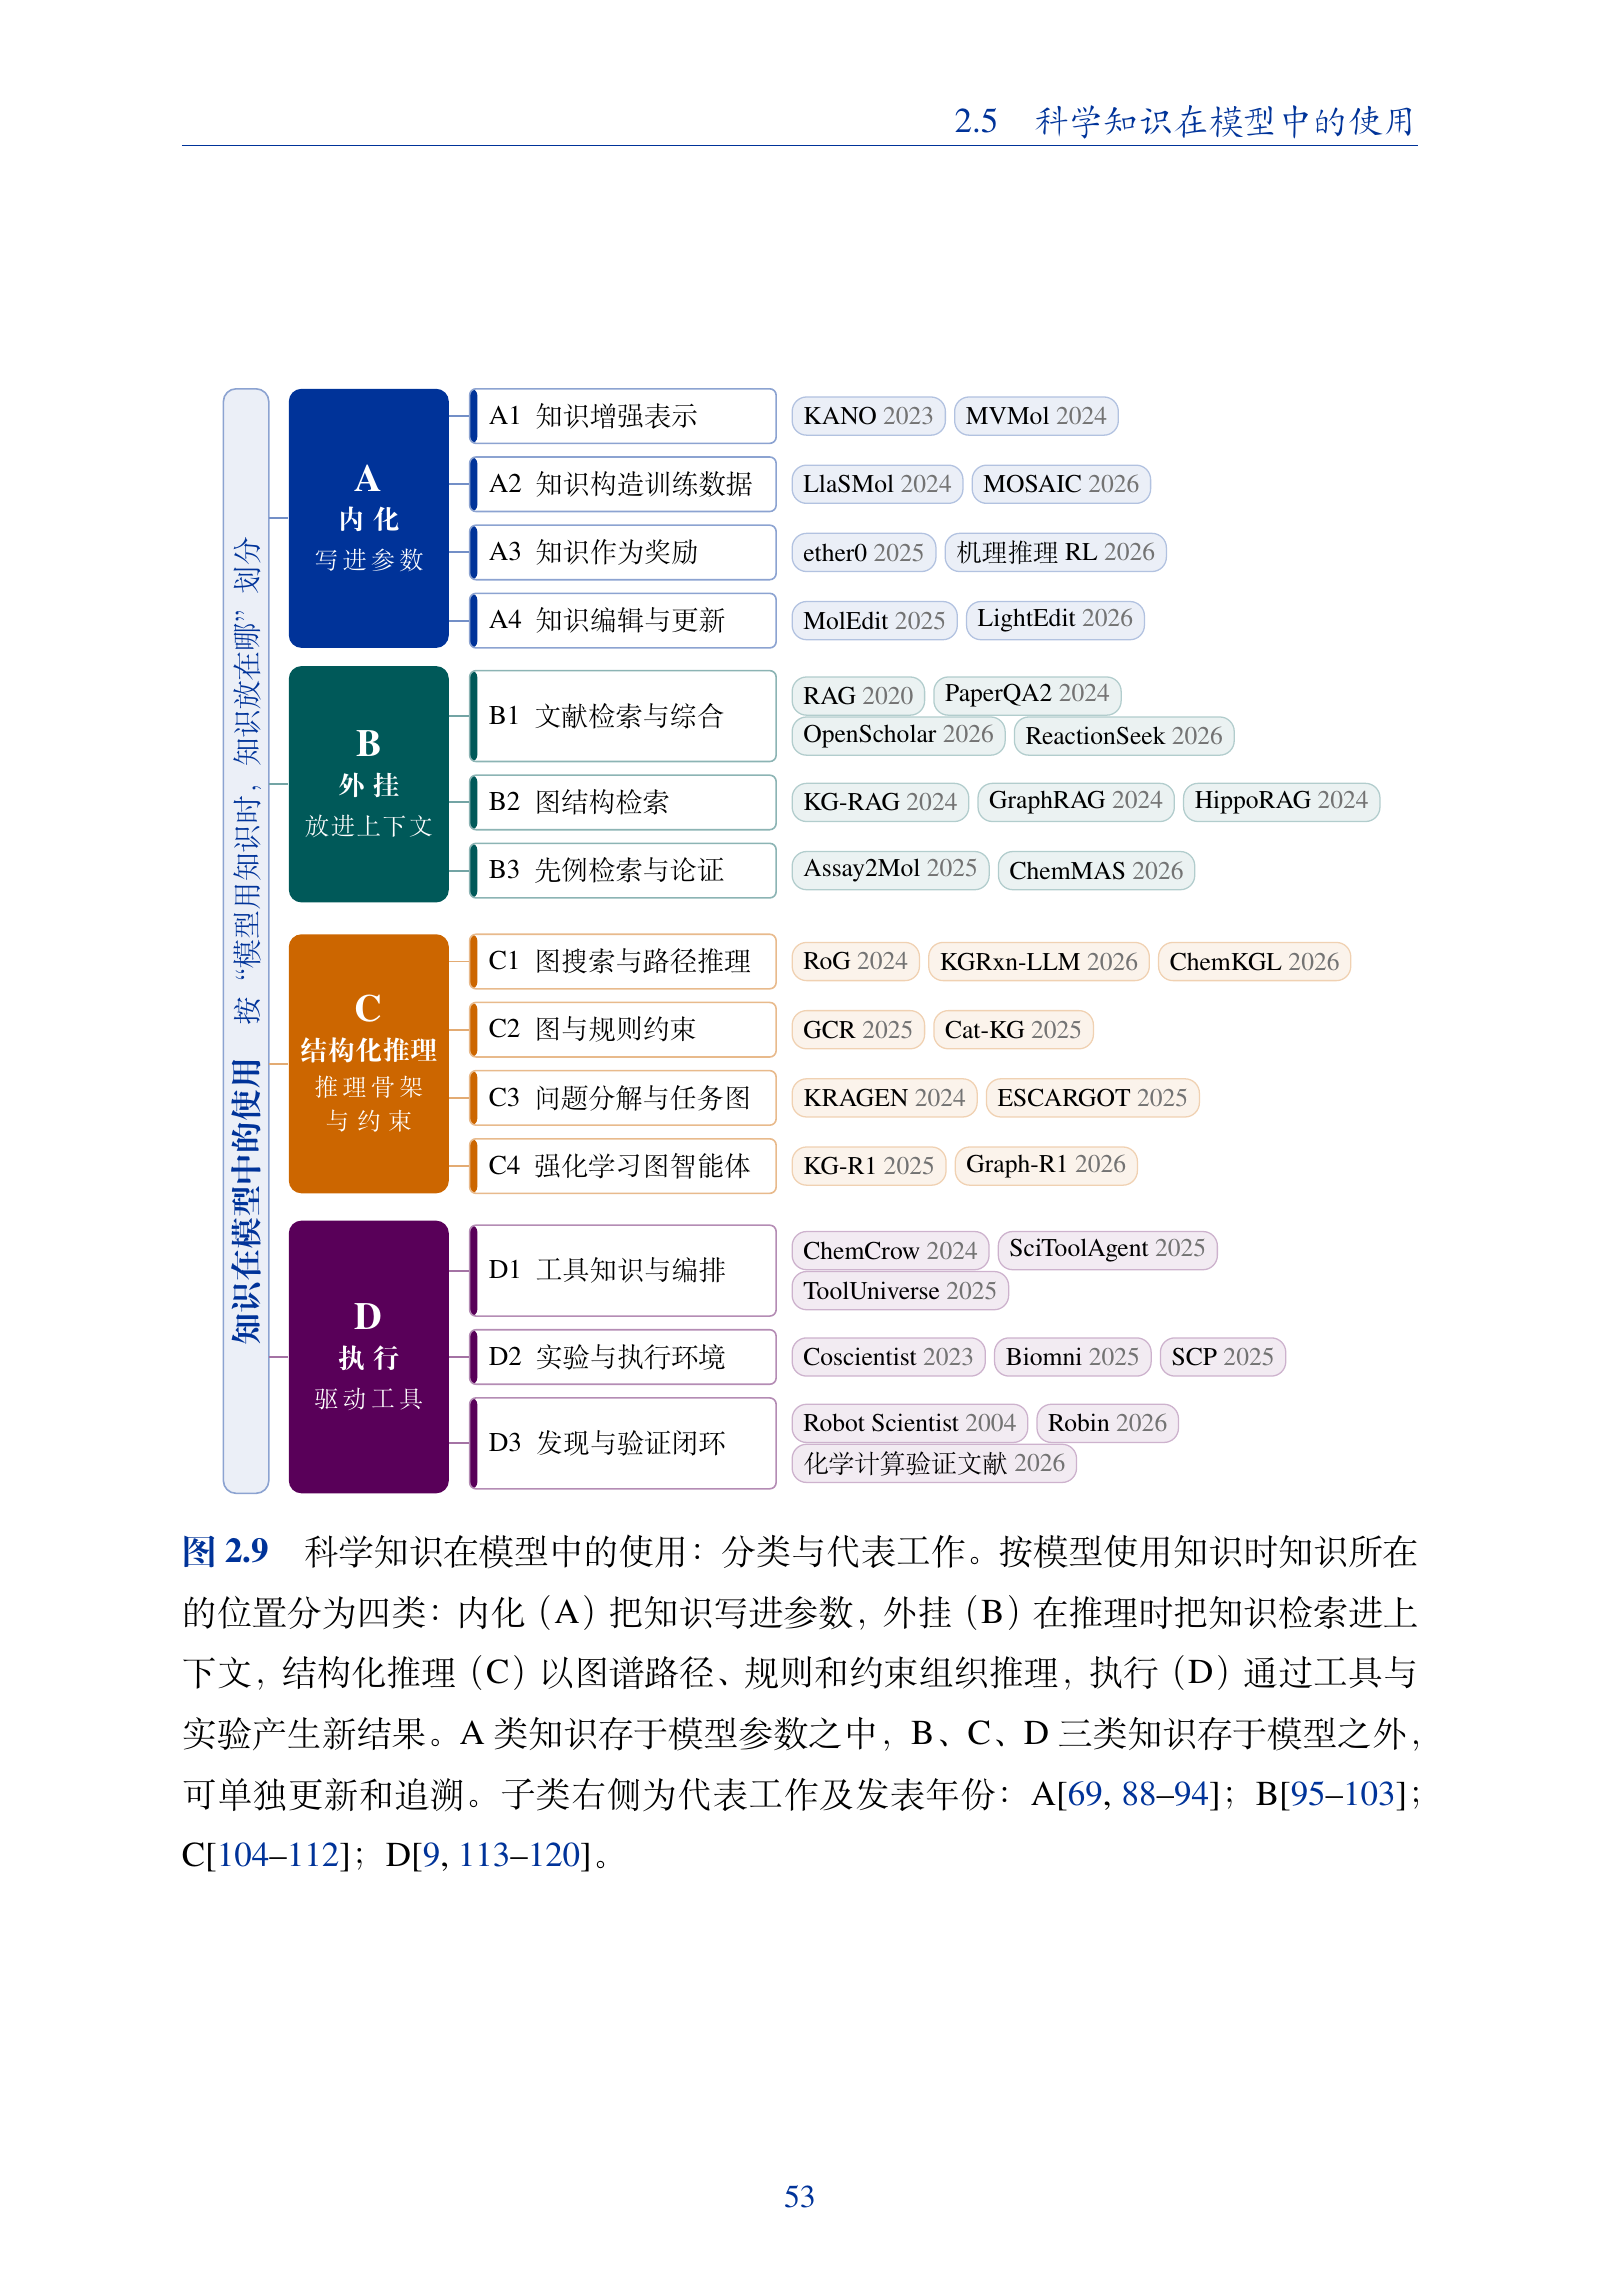 2.5 科学知识在模型中的使用
知识在模型中的使用 按“模型用知识时，知识放在哪”划分
A
内化
写进参数
A1 知识增强表示
KANO 2023 MVMol 2024
A2 知识构造训练数据
LlaSMol 2024 MOSAIC 2026
A3 知识作为奖励
ether0 2025 机理推理 RL 2026
A4 知识编辑与更新
MolEdit 2025 LightEdit 2026
B
外挂
放进上下文
B1 文献检索与综合
RAG 2020 PaperQA2 2024
OpenScholar 2026 ReactionSeek 2026
B2 图结构检索
KG-RAG 2024 GraphRAG 2024 HippoRAG 2024
B3 先例检索与论证
Assay2Mol 2025 ChemMAS 2026
C
结构化推理
推理骨架
与约束
C1 图搜索与路径推理
RoG 2024 KGRxn-LLM 2026 ChemKGL 2026
C2 图与规则约束
GCR 2025 Cat-KG 2025
C3 问题分解与任务图
KRAGEN 2024 ESCARGOT 2025
C4 强化学习图智能体
KG-R1 2025 Graph-R1 2026
D
执行
驱动工具
D1 工具知识与编排
ChemCrow 2024 SciToolAgent 2025
ToolUniverse 2025
D2 实验与执行环境
Coscientist 2023 Biomni 2025 SCP 2025
D3 发现与验证闭环
Robot Scientist 2004 Robin 2026
化学计算验证文献 2026
图 2.9 科学知识在模型中的使用：分类与代表工作。按模型使用知识时知识所在
的位置分为四类：内化（A）把知识写进参数，外挂（B）在推理时把知识检索进上
下文，结构化推理（C）以图谱路径、规则和约束组织推理，执行（D）通过工具与
实验产生新结果。A 类知识存于模型参数之中，B、C、D 三类知识存于模型之外，
可单独更新和追溯。子类右侧为代表工作及发表年份：A[69, 88–94]；B[95–103]；
C[104–112]；D[9, 113–120]。
53